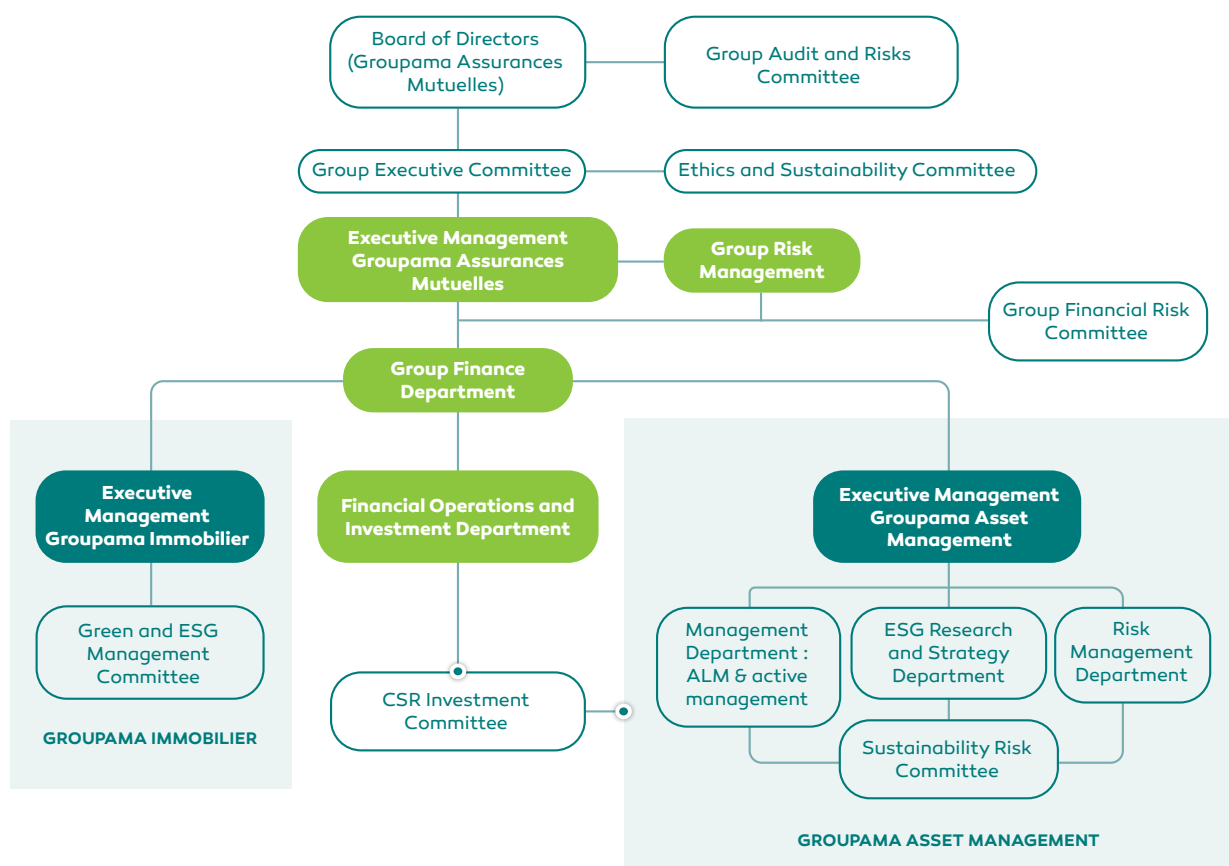 Board of Directors
(Groupama Assurances
Mutuelles)
Group Audit and Risks
Committee
Group Executive Committee
Ethics and Sustainability Committee
Executive Management
Groupama Assurances
Mutuelles
Group Risk
Management
Group Financial Risk
Committee
Group Finance
Department
Executive
Management
Groupama Immobilier
Financial Operations and
Investment Department
Executive Management
Groupama Asset
Management
Green and ESG
Management
Committee
Management
Department :
ALM & active
management
ESG Research
and Strategy
Department
Risk
Management
Department
CSR Investment
Committee
GROUPAMA IMMOBILIER
Sustainability Risk
Committee
GROUPAMA ASSET MANAGEMENT